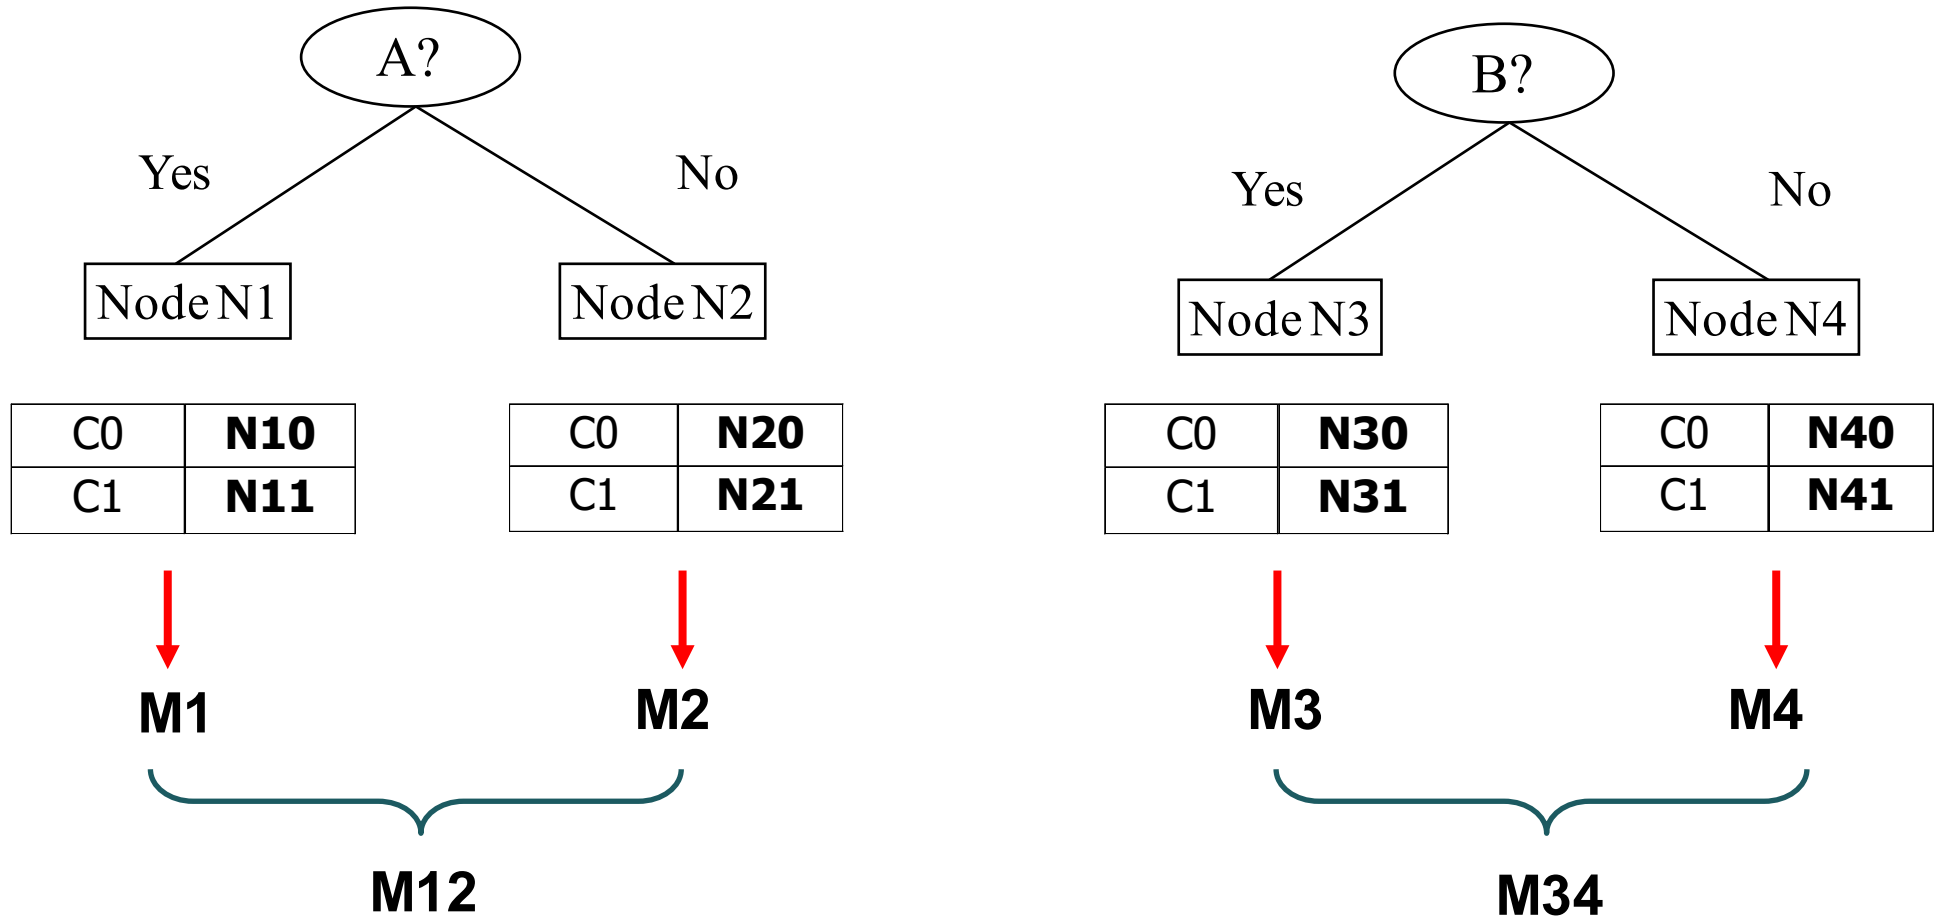 A?
B?
Yes
No
Yes
No
Node N1
Node N2
Node N3
Node N4
C0 N10
C1 N11
C0 N20
C1 N21
C0 N30
C1 N31
C0 N40
C1 N41
M1
M2
M3
M4
M12
M34